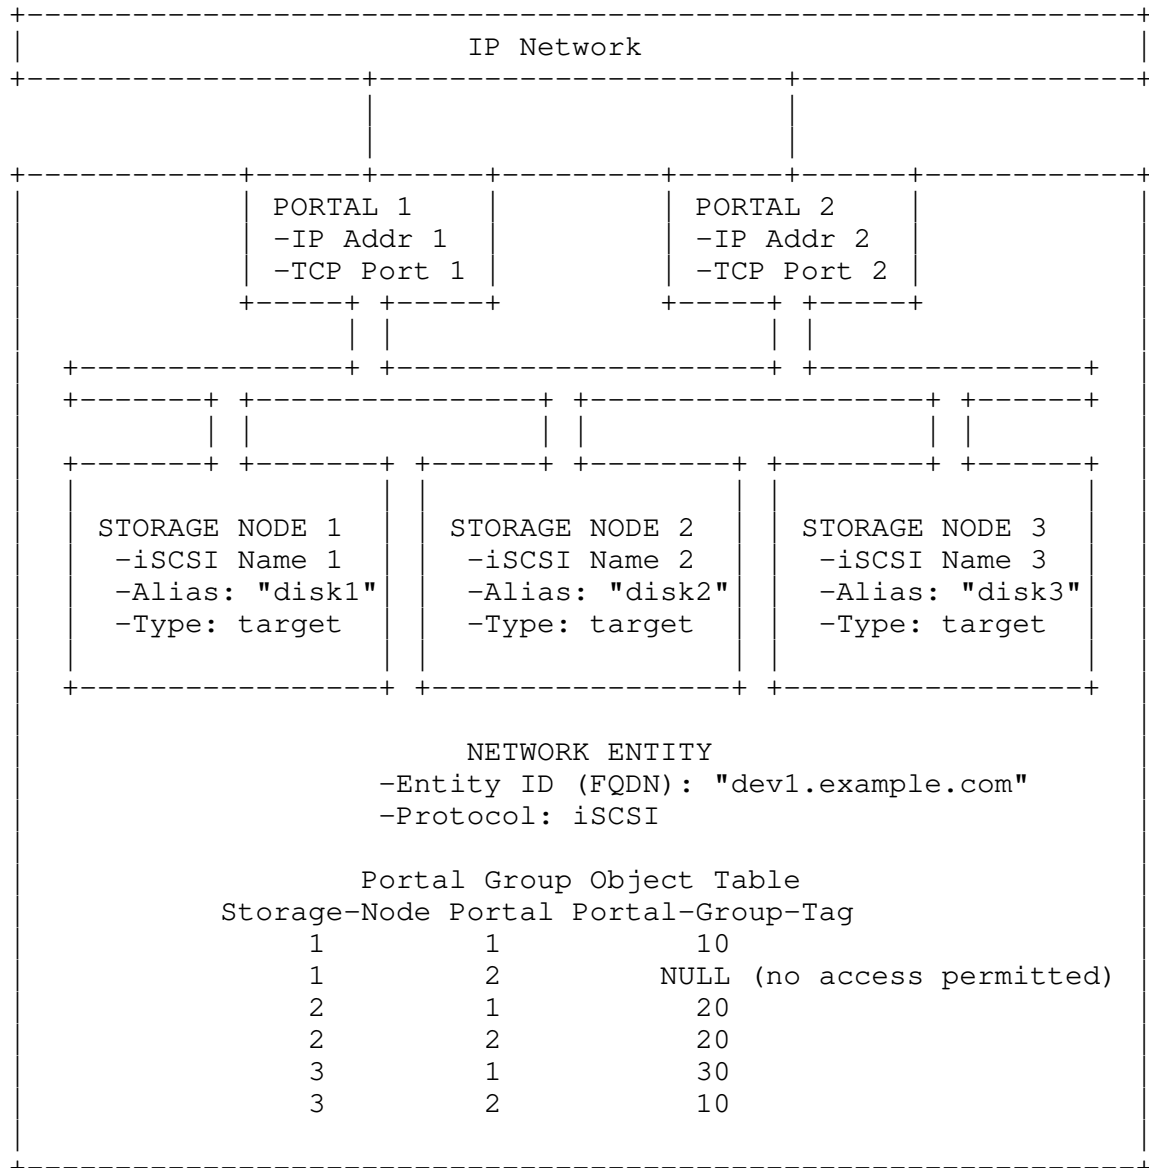 IP Network
PORTAL 1 PORTAL 2
-IP Addr 1 -IP Addr 2
-TCP Port 1 -TCP Port 2
STORAGE NODE 1 STORAGE NODE 2 STORAGE NODE 3
-iSCSI Name 1 -iSCSI Name 2 -iSCSI Name 3
-Alias: "disk1" -Alias: "disk2" -Alias: "disk3"
-Type: target -Type: target -Type: target
NETWORK ENTITY
-Entity ID (FQDN): "dev1.example.com"
-Protocol: iSCSI
Portal Group Object Table
Storage-Node Portal Portal-Group-Tag
1 1 10
1 2 NULL (no access permitted)
2 1 20
2 2 20
3 1 30
3 2 10